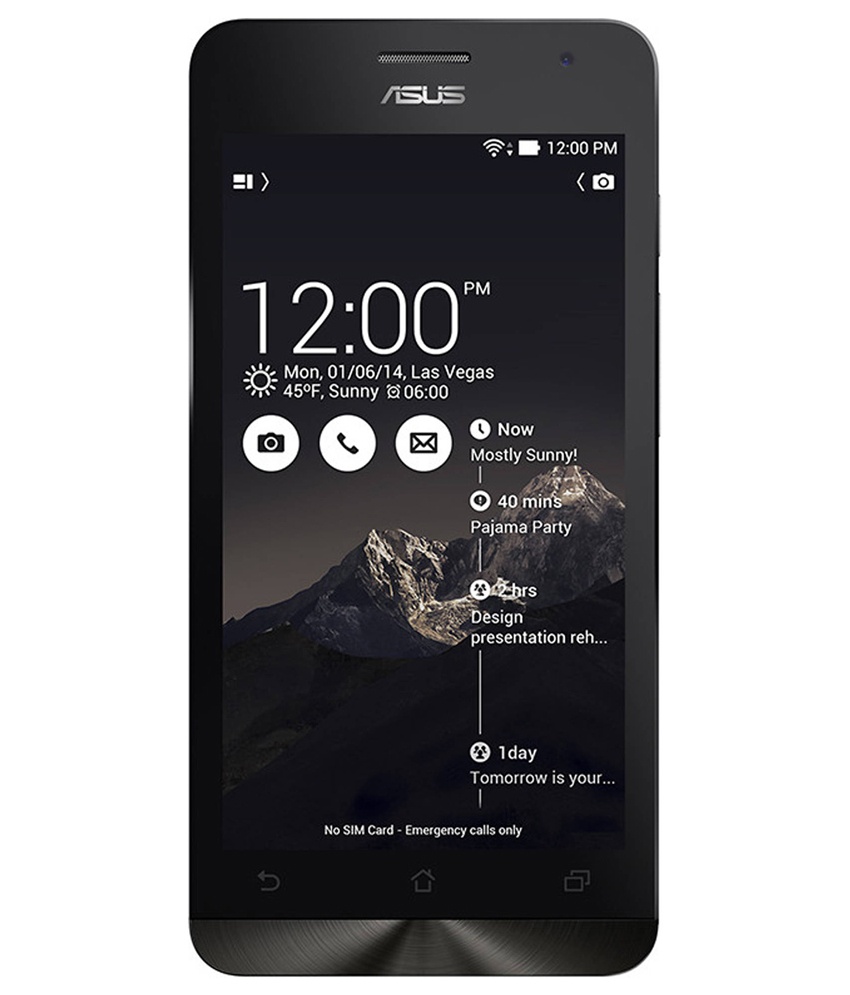 ASUS
12:00 PM
12:00 PM
Mon, 01/06/14, Las Vegas
45ºF, Sunny 06:00
Now
Mostly Sunny!
40 mins
Pajama Party
2 hrs
Design
presentation reh...
1day
Tomorrow is your...
No SIM Card - Emergency calls only